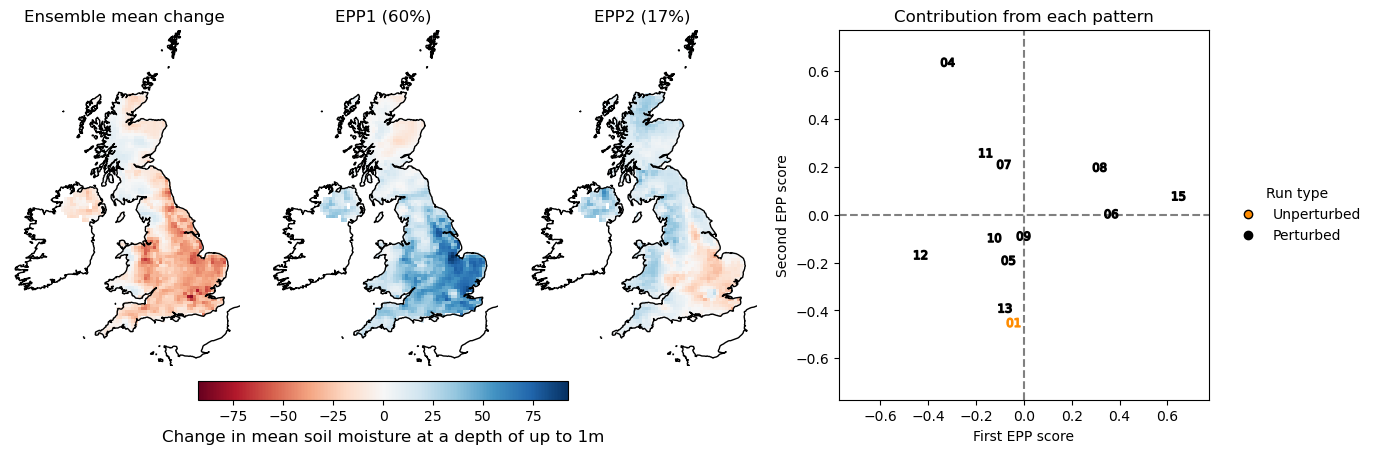 Ensemble mean change
EPP1 (60%)
EPP2 (17%)
Contribution from each pattern
Second EPP score
0.6
0.4
0.2
0.0
−0.2
−0.4
−0.6
04
11
07
08
15
06
10
09
12
05
13
01
−0.6 −0.4 −0.2 0.0 0.2 0.4 0.6
First EPP score
Run type
Unperturbed
Perturbed
−75 −50 −25 0 25 50 75
Change in mean soil moisture at a depth of up to 1m